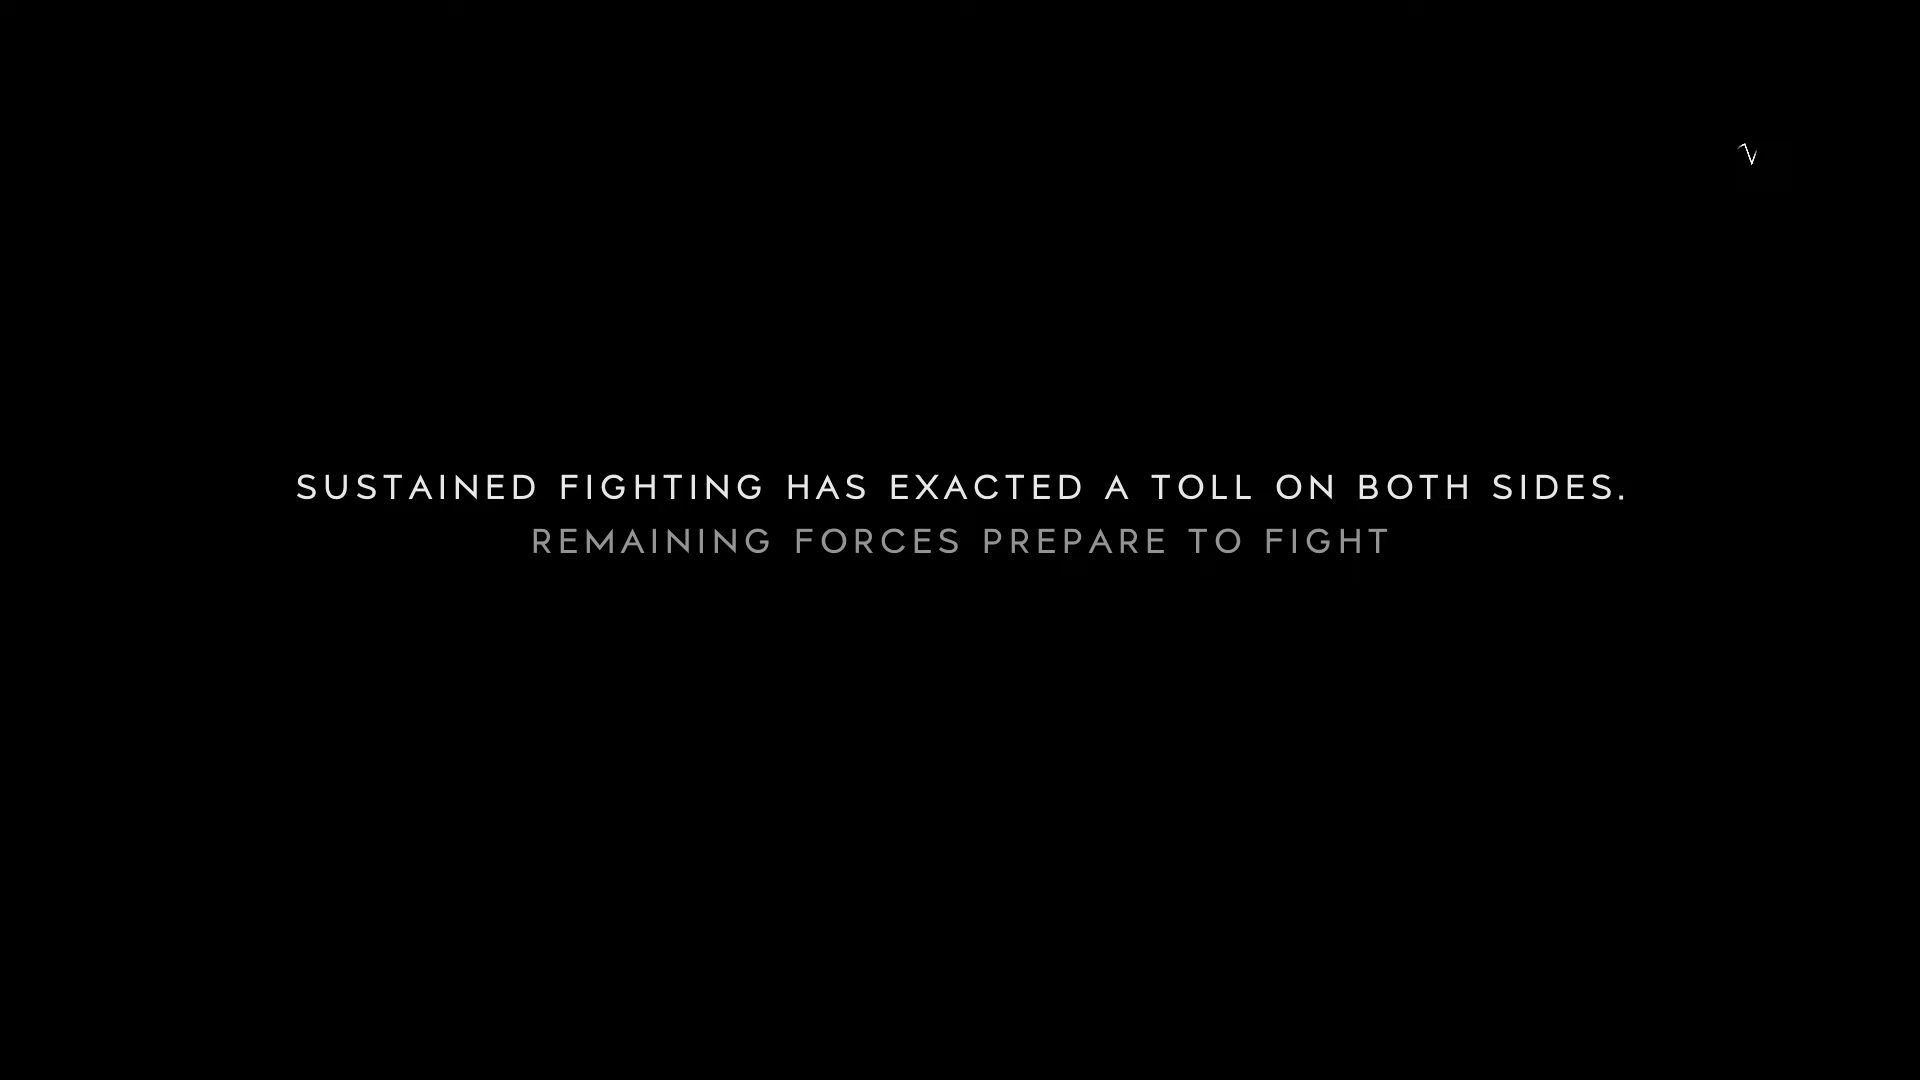 SUSTAINED FIGHTING HAS EXACTED A TOLL ON BOTH SIDES.
REMAINING FORCES PREPARE TO FIGHT